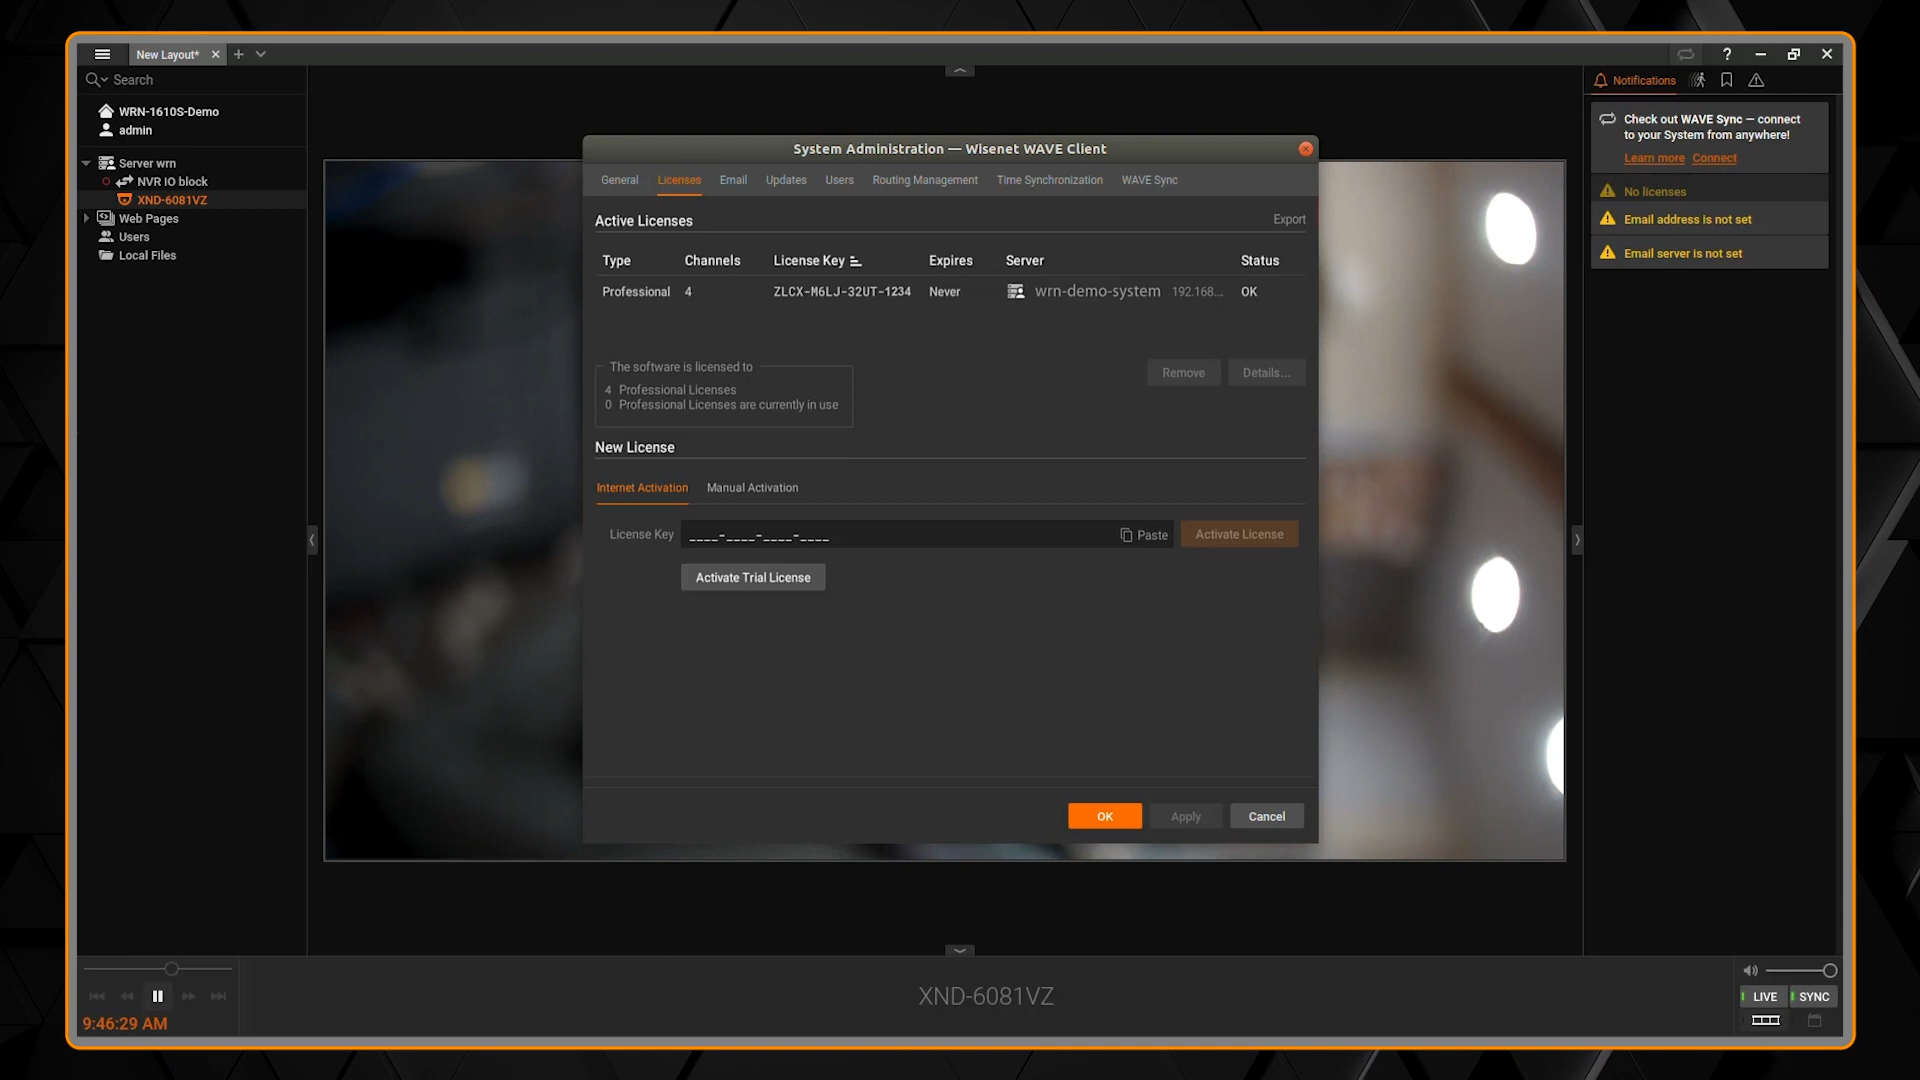 New Layout*
Search
WRN-1610S-Demo
admin
Server wrn
NVR IO block
XND-6081VZ
Web Pages
Users
Local Files
System Administration — Wisenet WAVE Client
General Licenses Email Updates Users Routing Management Time Synchronization WAVE Sync
Active Licenses
Export
Type Channels License Key Expires Server Status
Professional 4 ZLCX-M6LJ-32UT-1234 Never wrn-demo-system 192.168... OK
The software is licensed to
4 Professional Licenses
0 Professional Licenses are currently in use
Remove Details...
New License
Internet Activation Manual Activation
License Key ____-____-____-____ Paste Activate License
Activate Trial License
OK Apply Cancel
Notifications
Check out WAVE Sync — connect
to your System from anywhere!
Learn more Connect
No licenses
Email address is not set
Email server is not set
9:46:29 AM
XND-6081VZ
LIVE SYNC